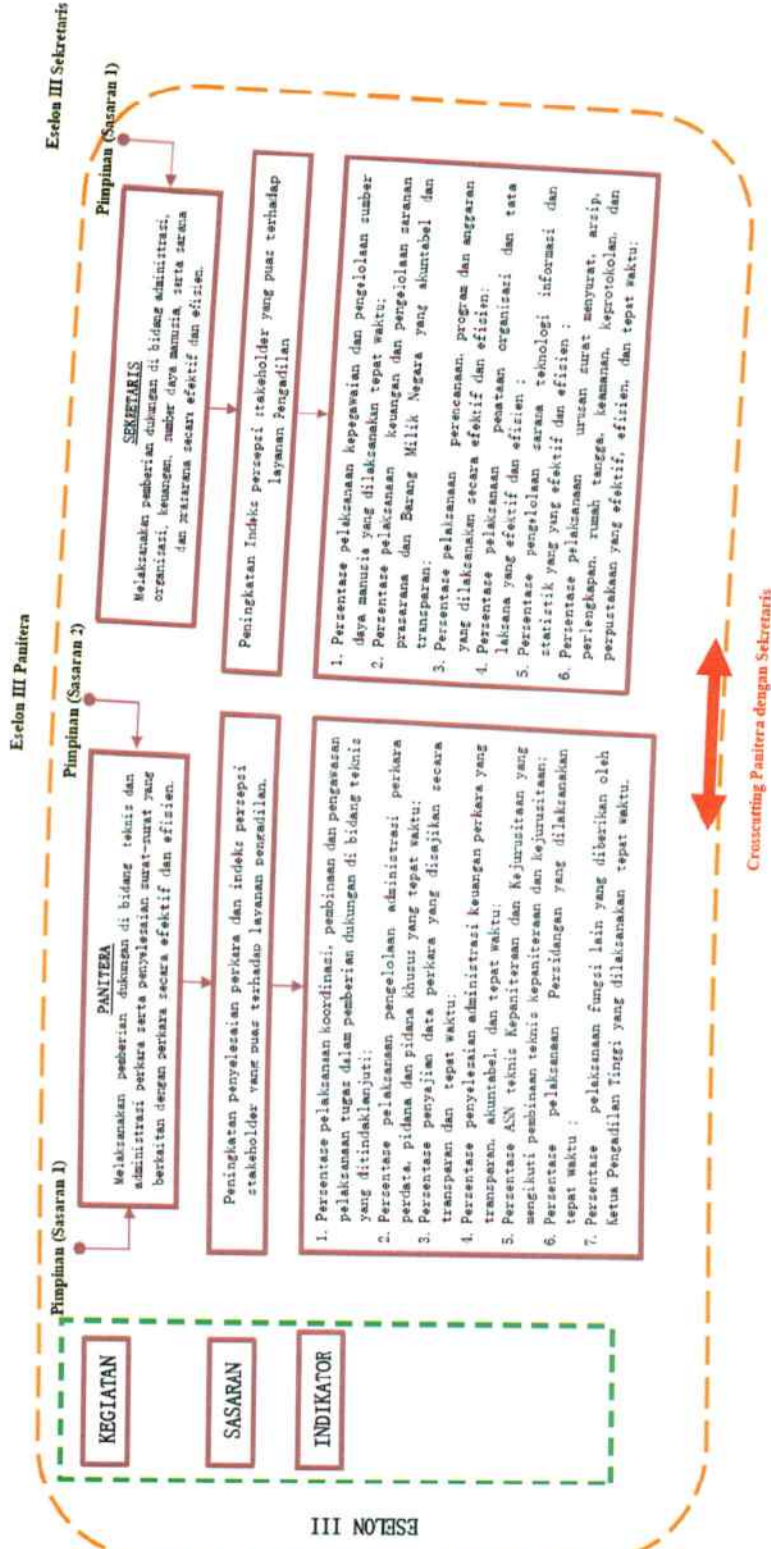 ESELON III
KEGIATAN
SASARAN
INDIKATOR
Eselon III Panitera
Pimpinan (Sasaran 1)
Pimpinan (Sasaran 2)
PANITERA
Melaksanakan pemberian dukungan di bidang teknis dan
administrasi perkara serta penyelesaian surat-surat yang
berkaitan dengan perkara secara efektif dan efisien.
Peningkatan penyelesaian perkara dan indeks persepsi
stakeholder yang puas terhadap layanan pengadilan.
1. Persentase pelaksanaan koordinasi, pembinaan dan pengawasan
pelaksanaan tugas dalam pemberian dukungan di bidang teknis
yang ditindaklanjuti;
2. Persentase pelaksanaan pengelolaan administrasi perkara
perdata, pidana dan pidana khusus yang tepat waktu;
3. Persentase penyajian data perkara yang disajikan secara
transparan dan tepat waktu;
4. Persentase penyelesaian administrasi keuangan perkara yang
transparan, akuntabel, dan tepat waktu;
5. Persentase ASN teknis Kepaniteraan dan Kejurusitaan yang
mengikuti pembinaan teknis kepaniteraan dan kejurusitaan;
6. Persentase pelaksanaan Persidangan yang dilaksanakan
tepat waktu :
7. Persentase pelaksanaan fungsi lain yang diberikan oleh
Ketua Pengadilan Tinggi yang dilaksanakan tepat waktu.
Eselon III Sekretaris
Pimpinan (Sasaran 1)
SEKRETARIS
Melaksanakan pemberian dukungan di bidang administrasi,
organisasi, keuangan, sumber daya manusia, serta sarana
dan prasarana secara efektif dan efisien.
Peningkatan Indeks persepsi stakeholder yang puas terhadap
layanan Pengadilan
1. Persentase pelaksanaan kepegawaian dan pengelolaan sumber
daya manusia yang dilaksanakan tepat waktu;
2. Persentase pelaksanaan keuangan dan pengelolaan saranan
prasarana dan Barang Milik Negara yang akuntabel dan
transparan;
3. Persentase pelaksanaan perencanaan, program dan anggaran
yang dilaksanakan secara efektif dan efisien;
4. Persentase pelaksanaan penataan organisasi dan tata
laksana yang efektif dan efisien :
5. Persentase pengelolaan sarana teknologi informasi dan
statistik yang yang efektif dan efisien :
6. Persentase pelaksanaan urusan surat menyurat, arsip,
perlengkapan, rumah tangga, keamanan, keprotokolan, dan
perpustakaan yang efektif, efisien, dan tepat waktu;
Crosscutting Panitera dengan Sekretaris